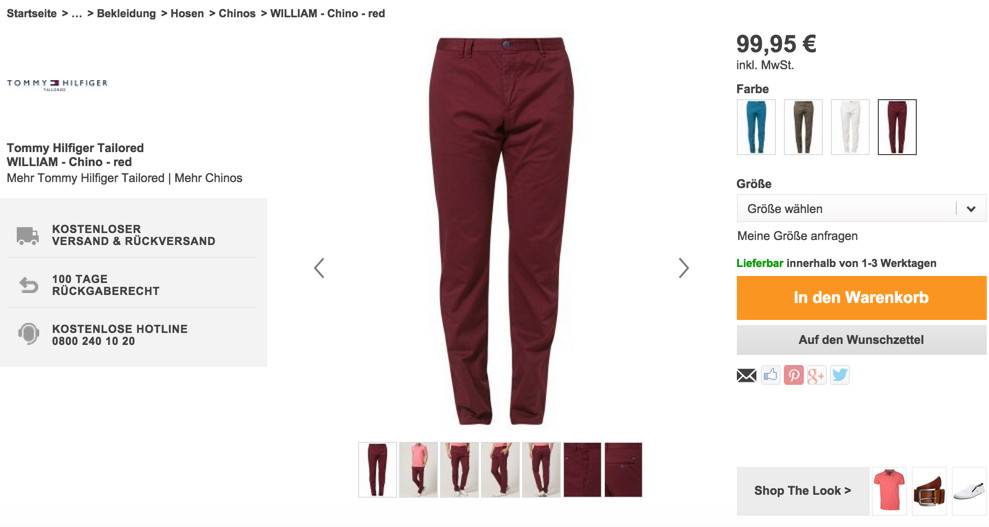 Startseite > ... > Bekleidung > Hosen > Chinos > WILLIAM - Chino - red
TOMMY HILFIGER
TAILORED
Tommy Hilfiger Tailored
WILLIAM - Chino - red
Mehr Tommy Hilfiger Tailored | Mehr Chinos
KOSTENLOSER
VERSAND & RÜCKVERSAND
100 TAGE
RÜCKGABERECHT
KOSTENLOSE HOTLINE
0800 240 10 20
99,95 €
inkl. MwSt.
Farbe
Größe
Größe wählen
Meine Größe anfragen
Lieferbar innerhalb von 1-3 Werktagen
In den Warenkorb
Auf den Wunschzettel
Shop The Look >